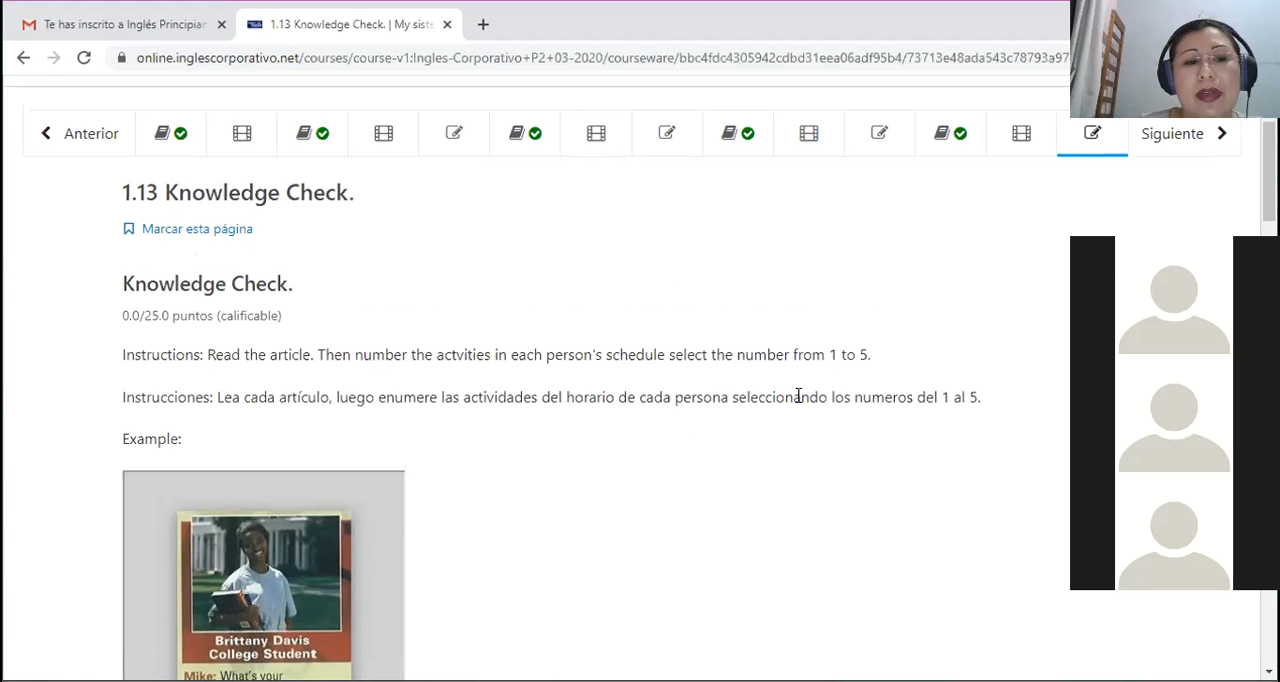 Te has inscrito a Inglés Principian
1.13 Knowledge Check. | My siste
online.inglescorporativo.net/courses/course-v1:Ingles-Corporativo+P2+03-2020/courseware/bbc4fdc4305942cdbd31eea06adf95b4/73713e48ada543c78793a97
Anterior
Siguiente
1.13 Knowledge Check.
Marcar esta página
Knowledge Check.
0.0/25.0 puntos (calificable)
Instructions: Read the article. Then number the actvities in each person's schedule select the number from 1 to 5.
Instrucciones: Lea cada artículo, luego enumere las actividades del horario de cada persona seleccionando los numeros del 1 al 5.
Example:
Brittany Davis
College Student
Mike: What's your